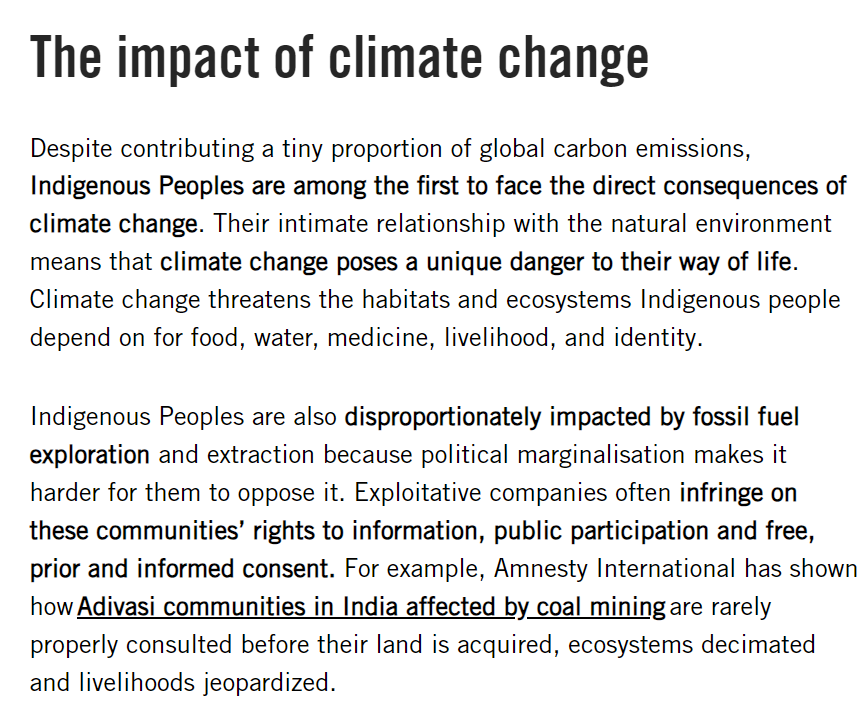 The impact of climate change
Despite contributing a tiny proportion of global carbon emissions,
Indigenous Peoples are among the first to face the direct consequences of
climate change. Their intimate relationship with the natural environment
means that climate change poses a unique danger to their way of life.
Climate change threatens the habitats and ecosystems Indigenous people
depend on for food, water, medicine, livelihood, and identity.
Indigenous Peoples are also disproportionately impacted by fossil fuel
exploration and extraction because political marginalisation makes it
harder for them to oppose it. Exploitative companies often infringe on
these communities’ rights to information, public participation and free,
prior and informed consent. For example, Amnesty International has shown
how Adivasi communities in India affected by coal mining are rarely
properly consulted before their land is acquired, ecosystems decimated
and livelihoods jeopardized.